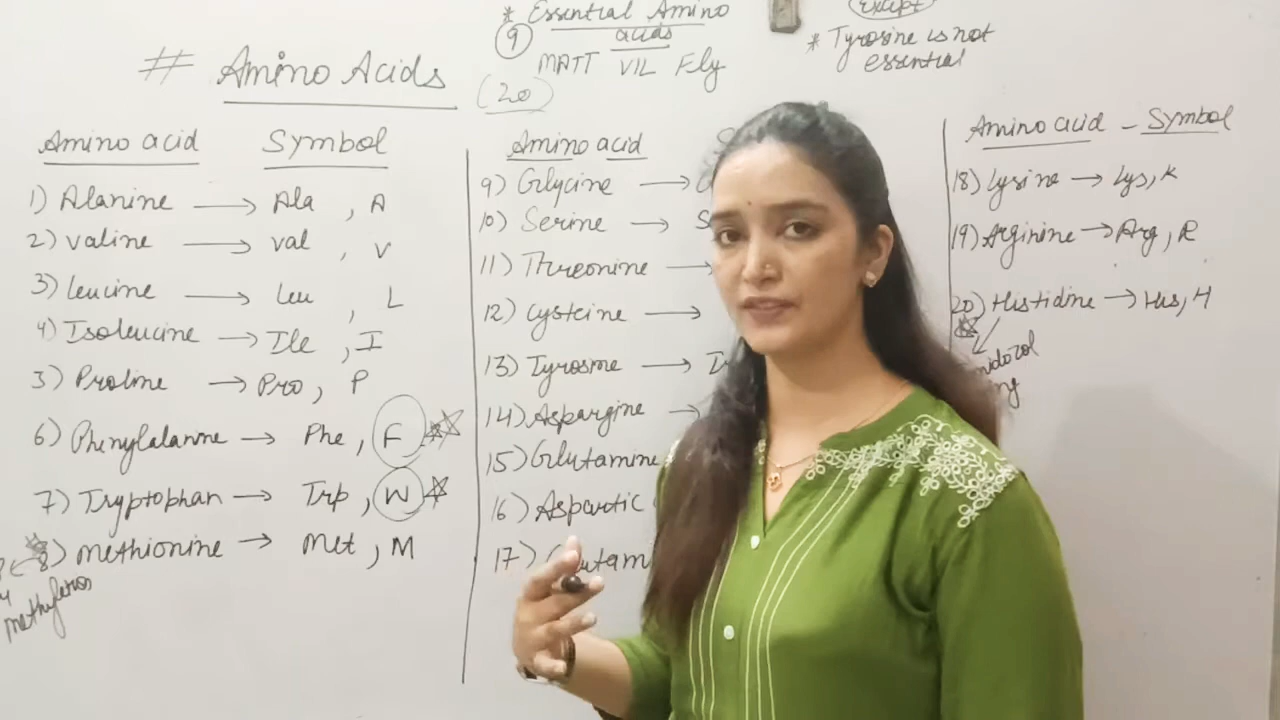 * Essential Amino
acids
9
MATT VIL Fly
Except
* Tyrosine is not
essential
# Amino Acids
(20)
Amino acid Symbol
1) Alanine → Ala, A
2) Valine → Val, V
3) Leucine → Leu, L
4) Isoleucine → Ile, I
3) Proline → Pro, P
6) Phenylalanine → Phe, F
7) Tryptophan → Trp, W
8) Methionine → Met, M
Methylation
Amino acid
9) Glycine →
10) Serine → S
11) Threonine →
12) Cysteine →
13) Tyrosine →
14) Aspargine →
15) Glutamine
16) Aspartic
17)
Amino acid - Symbol
18) Lysine → Lys, K
19) Arginine → Arg, R
20) Histidine → His, H